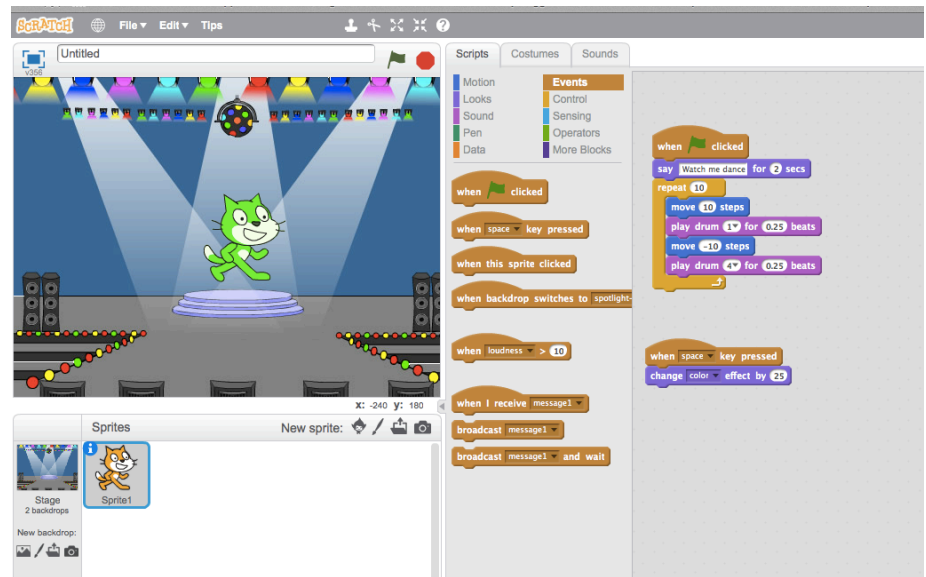 SCRATCH File Edit Tips
Untitled
v356
X: -240 Y: 180
Sprites New sprite:
Stage
2 backdrops
New backdrop:
Sprite1
Scripts Costumes Sounds
Motion Events
Looks Control
Sound Sensing
Pen Operators
Data More Blocks
when clicked
when space key pressed
when this sprite clicked
when backdrop switches to spotlight-
when loudness > 10
when I receive message1
broadcast message1
broadcast message1 and wait
when clicked
say Watch me dance for 2 secs
repeat 10
move 10 steps
play drum 1 for 0.25 beats
move -10 steps
play drum 4 for 0.25 beats
when space key pressed
change color effect by 25